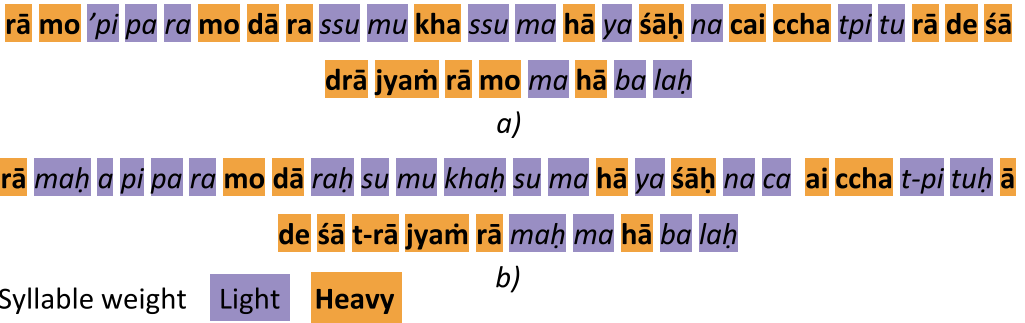 rā mo ’pi pa ra mo dā ra ssu mu kha ssu ma hā ya śāḥ na cai ccha tpi tu rā de śā
drā jyaṁ rā mo ma hā ba laḥ
a)
rā maḥ a pi pa ra mo dā raḥ su mu khaḥ su ma hā ya śāḥ na ca ai ccha t-pi tuḥ ā
de śā t-rā jyaṁ rā maḥ ma hā ba laḥ
b)
Syllable weight Light Heavy